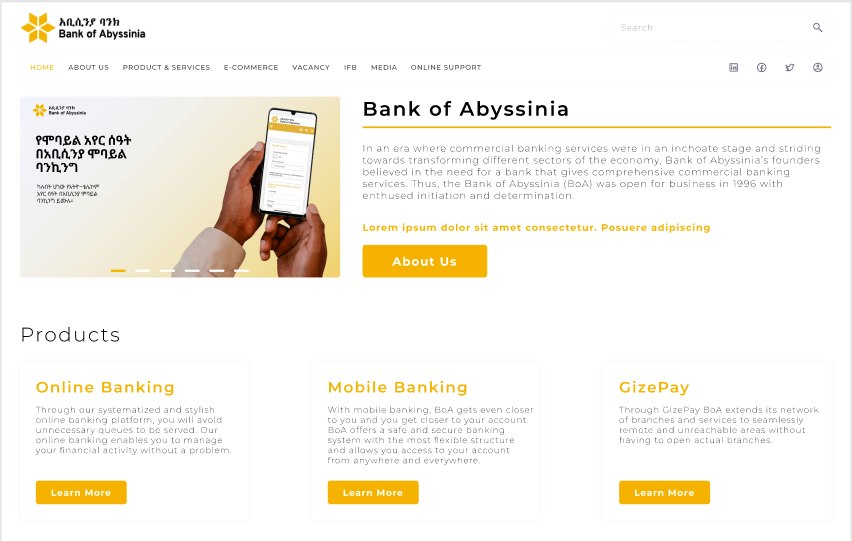 አቢሲንያ ባንክ
Bank of Abyssinia
Search
HOME ABOUT US PRODUCT & SERVICES E-COMMERCE VACANCY IFB MEDIA ONLINE SUPPORT
አቢሲንያ ባንክ
Bank of Abyssinia
የሞባይል አየር ሰዓት
በአቢሲንያ ሞባይል
ባንኪንግ
ካሉበት ሆነው የኢትዮ-ቴሌኮም
አየር ሰዓት በአቢሲንያ ሞባይል
ባንኪንግ ይሙሉ።
Bank of Abyssinia
In an era where commercial banking services were in an inchoate stage and striding
towards transforming different sectors of the economy, Bank of Abyssinia's founders
believed in the need for a bank that gives comprehensive commercial banking
services. Thus, the Bank of Abyssinia (BoA) was open for business in 1996 with
enthused initiation and determination.
Lorem ipsum dolor sit amet consectetur. Posuere adipiscing
About Us
Products
Online Banking
Through our systematized and stylish
online banking platform, you will avoid
unnecessary queues to be served. Our
online banking enables you to manage
your financial activity without a problem.
Learn More
Mobile Banking
With mobile banking, BoA gets even closer
to you and you get closer to your account.
BoA offers a safe and secure banking
system with the most flexible structure
and allows you access to your account
from anywhere and everywhere.
Learn More
GizePay
Through GizePay BoA extends its network
of branches and services to seamlessly
remote and unreachable areas without
having to open actual branches.
Learn More